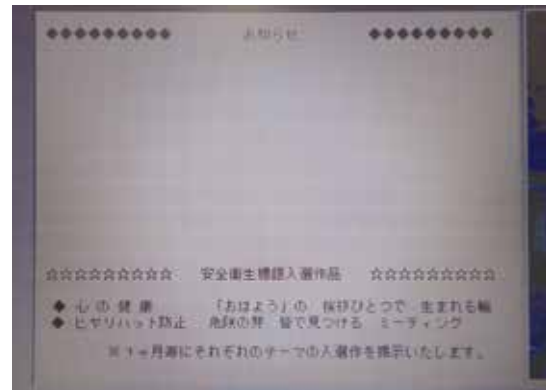 ◆◆◆◆◆◆◆◆◆ お知らせ ◆◆◆◆◆◆◆◆◆
☆☆☆☆☆☆☆☆☆ 安全衛生標語入選作品 ☆☆☆☆☆☆☆☆☆
◆ 心の健康 「おはよう」の 挨拶ひとつで 生まれる輪
◆ ヒヤリハット防止 危険の芽 皆で見つける ミーティング
※1ヶ月毎にそれぞれのテーマの入選作を掲示いたします。